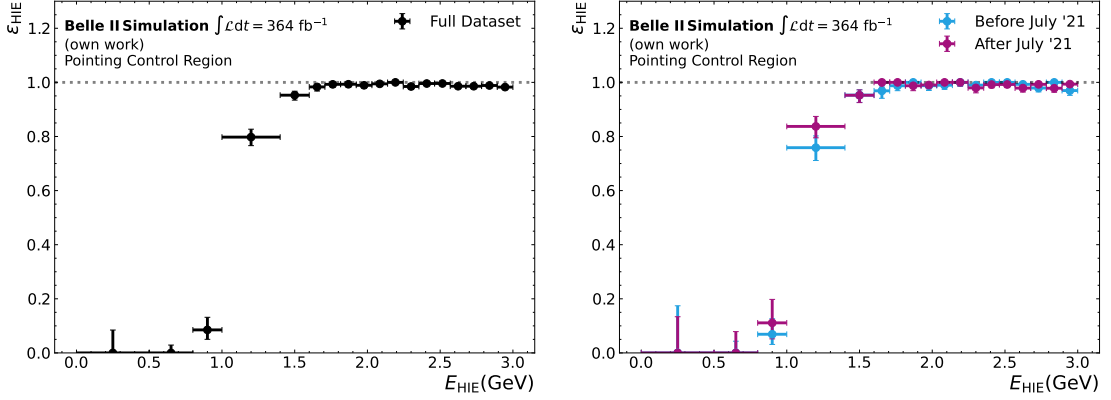 ε_HIE
Belle II Simulation ∫ℒdt = 364 fb⁻¹
(own work)
Pointing Control Region
Full Dataset
1.2
1.0
0.8
0.6
0.4
0.2
0.0
0.0 0.5 1.0 1.5 2.0 2.5 3.0
E_HIE(GeV)
ε_HIE
Belle II Simulation ∫ℒdt = 364 fb⁻¹
(own work)
Pointing Control Region
Before July '21
After July '21
1.2
1.0
0.8
0.6
0.4
0.2
0.0
0.0 0.5 1.0 1.5 2.0 2.5 3.0
E_HIE(GeV)